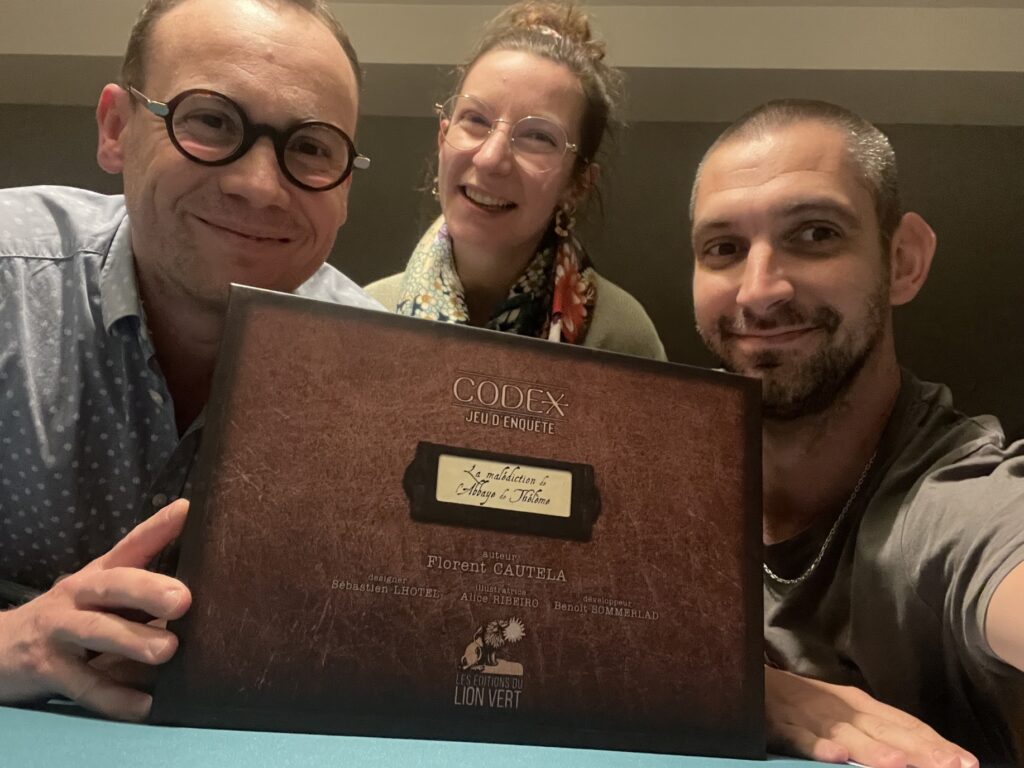 CODEX
JEU D'ENQUÊTE
La malédiction de
l'Abbaye de Thélème
auteur
Florent CAUTELA
designer illustratrice développeur
Sébastien LHOTEL Alice RIBEIRO Benoît SOMMERLAD
LES ÉDITIONS DU
LION VERT